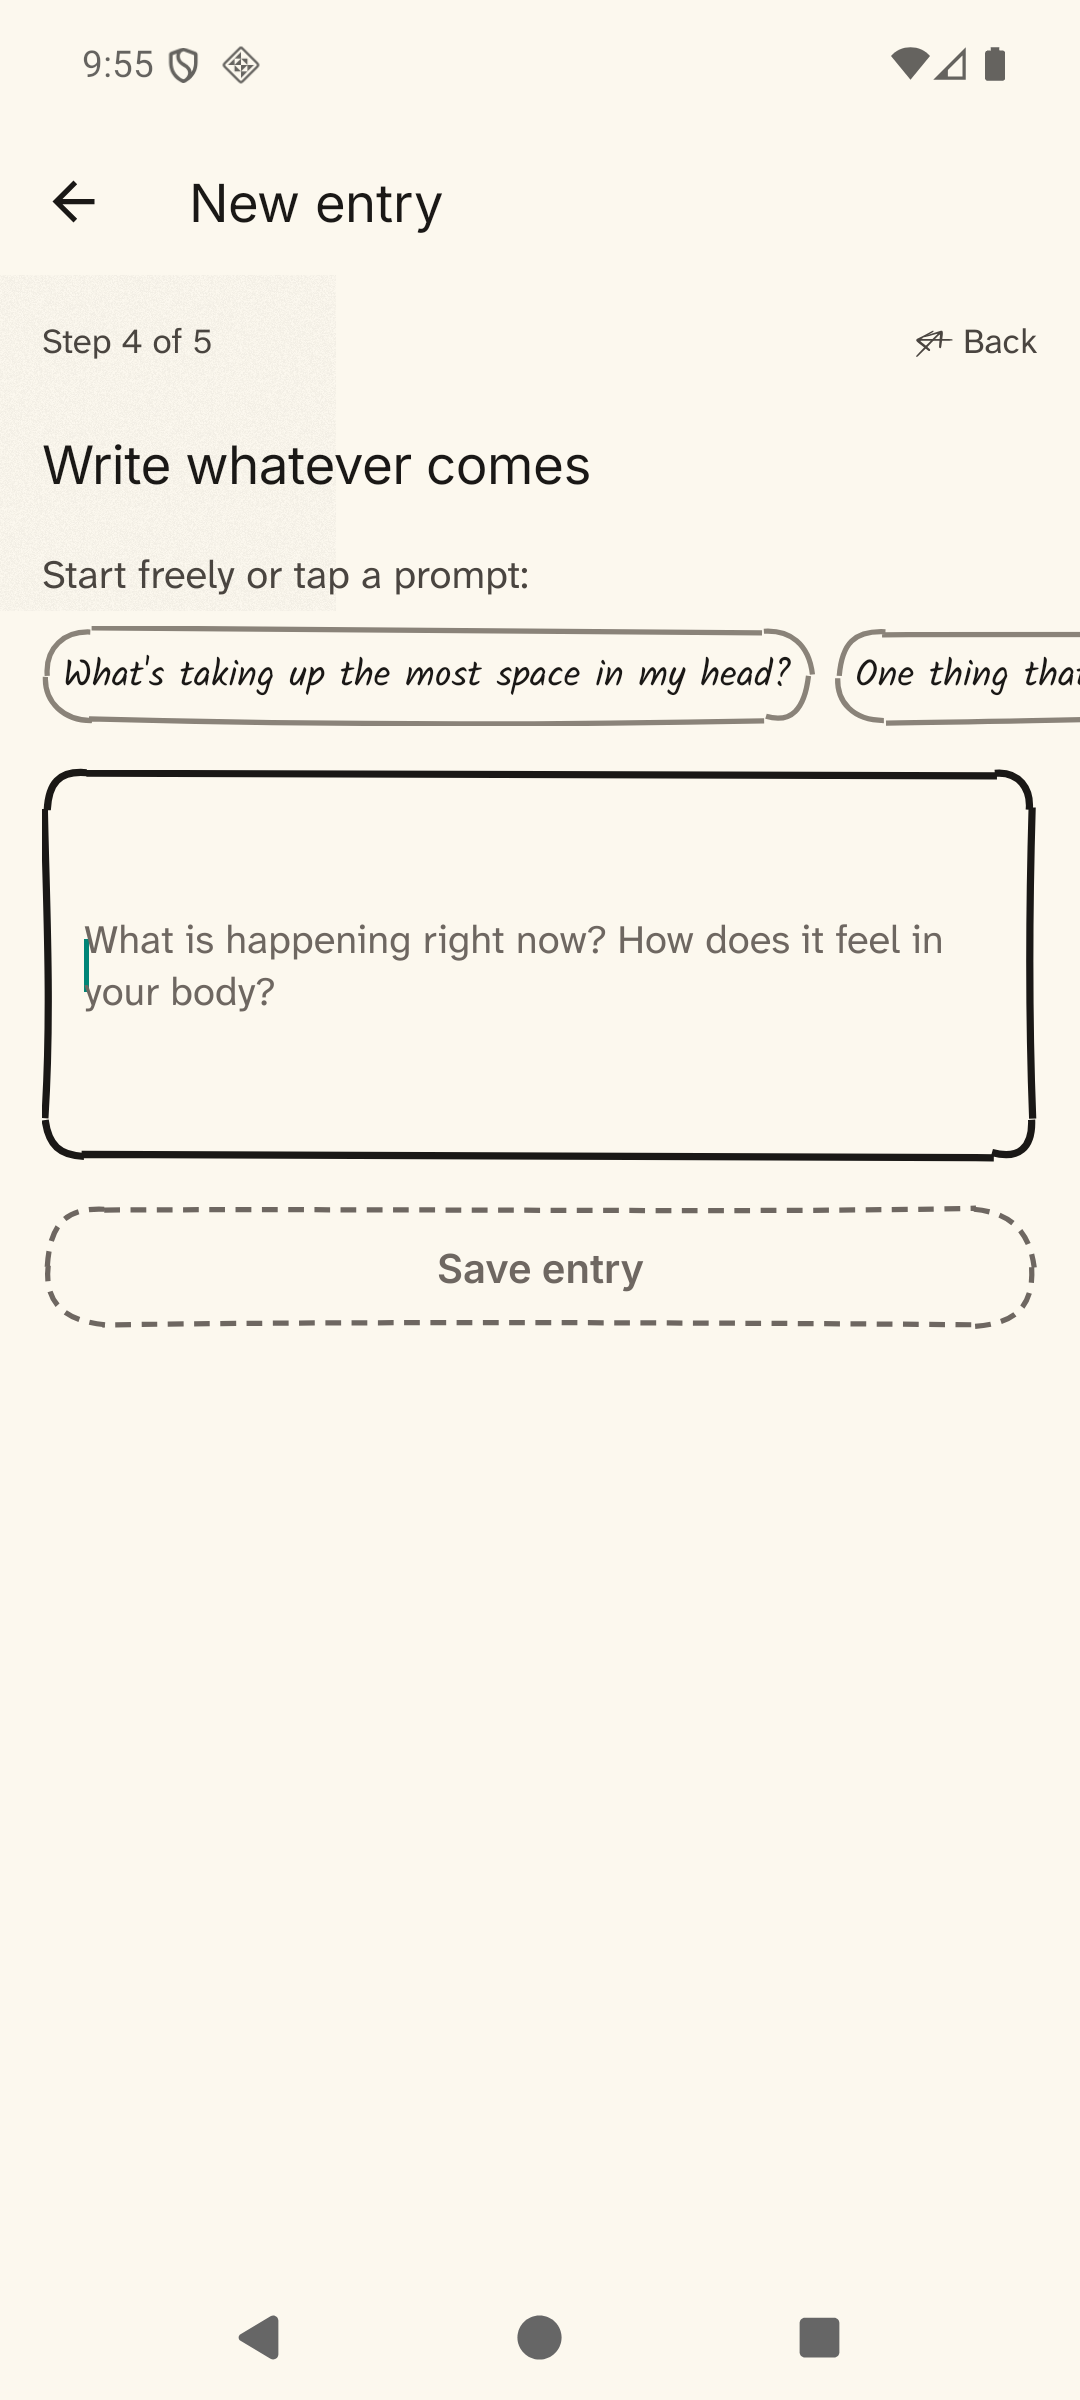 9:55
New entry
Step 4 of 5
Back
Write whatever comes
Start freely or tap a prompt:
What's taking up the most space in my head?
One thing that
What is happening right now? How does it feel in
your body?
Save entry